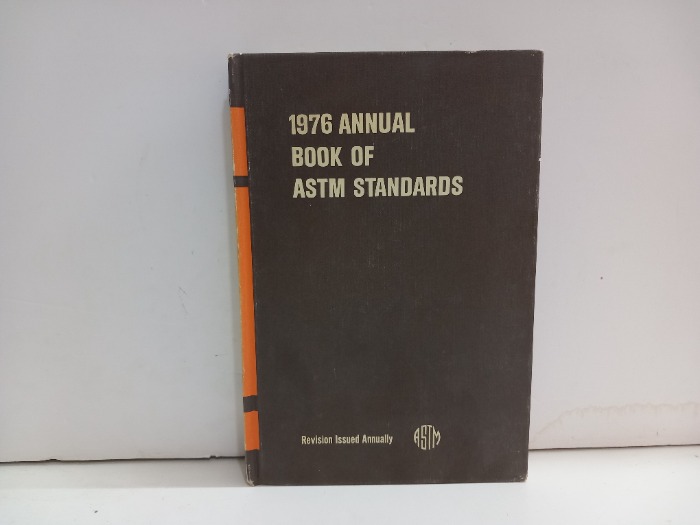 1976 ANNUAL
BOOK OF
ASTM STANDARDS
Revision Issued Annually
ASTM